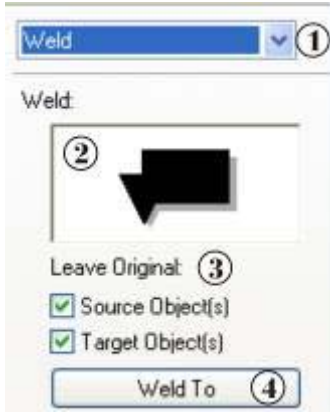 Weld 1
Weld:
2
Leave Original: 3
Source Object(s)
Target Object(s)
Weld To 4